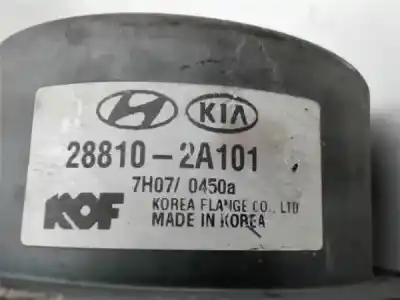 KIA
28810-2A101
7H07/ 0450a
KOF KOREA FLANGE CO., LTD
MADE IN KOREA